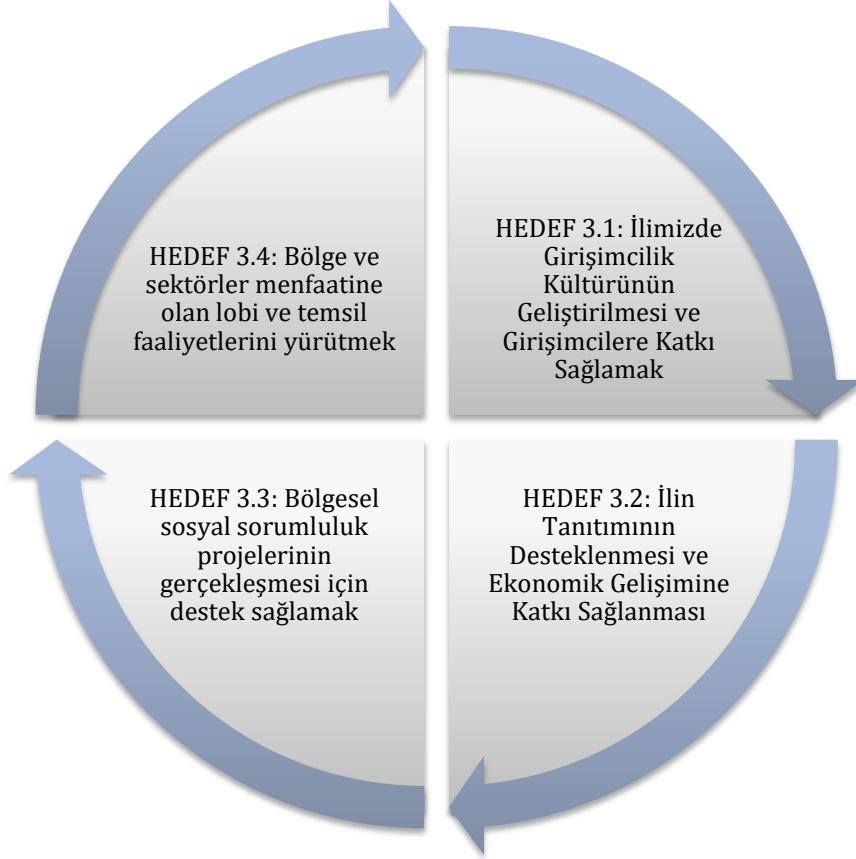 HEDEF 3.4: Bölge ve
sektörler menfaatine
olan lobi ve temsil
faaliyetlerini yürütmek
HEDEF 3.1: İlimizde
Girişimcilik
Kültürünün
Geliştirilmesi ve
Girişimcilere Katkı
Sağlamak
HEDEF 3.3: Bölgesel
sosyal sorumluluk
projelerinin
gerçekleşmesi için
destek sağlamak
HEDEF 3.2: İlin
Tanıtımının
Desteklenmesi ve
Ekonomik Gelişimine
Katkı Sağlanması